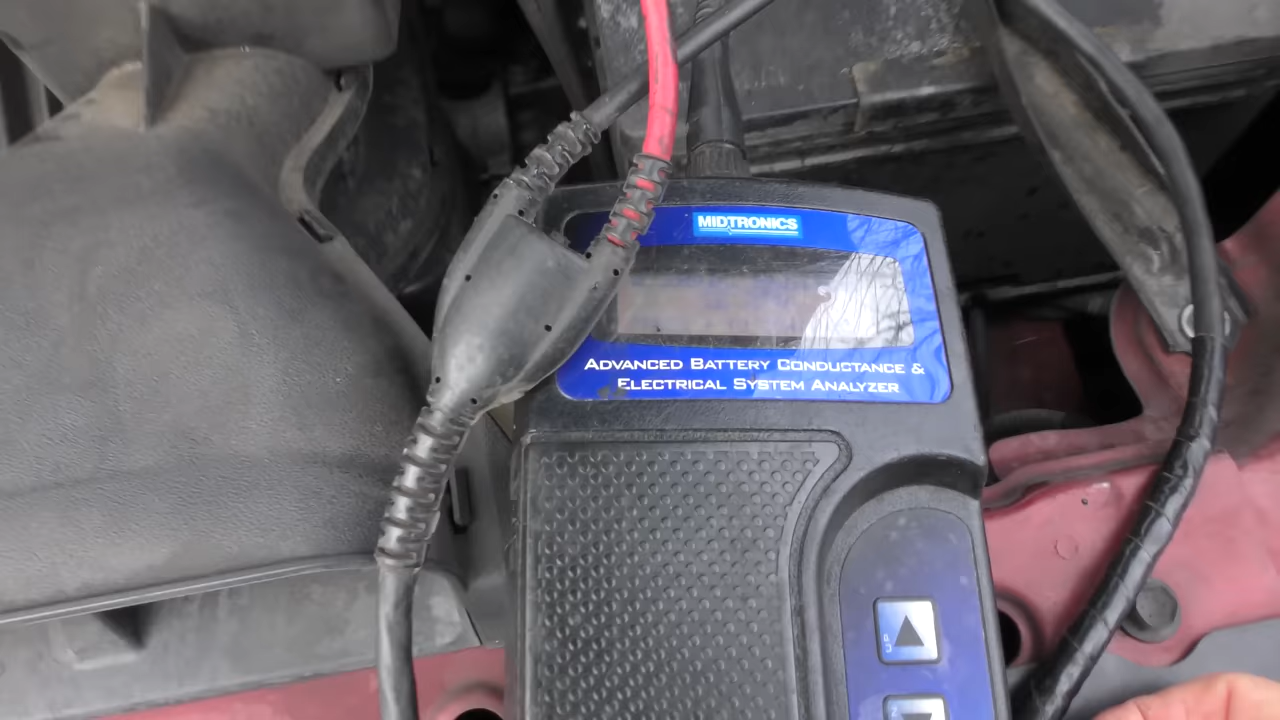 MIDTRONICS
ADVANCED BATTERY CONDUCTANCE &
ELECTRICAL SYSTEM ANALYZER
UP